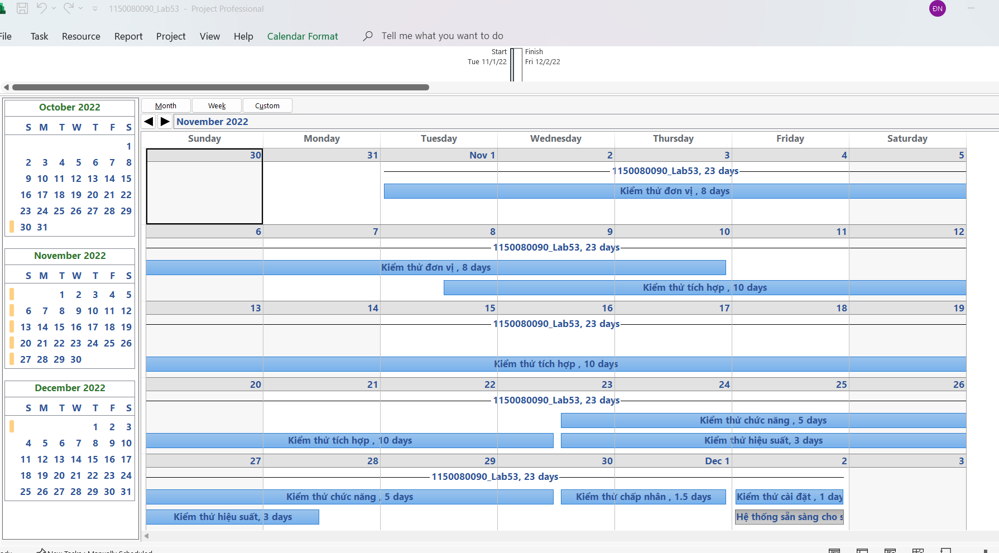 1150080090_Lab53 - Project Professional
ĐN
File Task Resource Report Project View Help Calendar Format Tell me what you want to do
Start Finish
Tue 11/1/22 Fri 12/2/22
October 2022
S M T W T F S
1
2 3 4 5 6 7 8
9 10 11 12 13 14 15
16 17 18 19 20 21 22
23 24 25 26 27 28 29
30 31
November 2022
S M T W T F S
1 2 3 4 5
6 7 8 9 10 11 12
13 14 15 16 17 18 19
20 21 22 23 24 25 26
27 28 29 30
December 2022
S M T W T F S
1 2 3
4 5 6 7 8 9 10
11 12 13 14 15 16 17
18 19 20 21 22 23 24
25 26 27 28 29 30 31
Month Week Custom
November 2022
Sunday Monday Tuesday Wednesday Thursday Friday Saturday
30 31 Nov 1 2 3 4 5
1150080090_Lab53, 23 days
Kiểm thử đơn vị , 8 days
6 7 8 9 10 11 12
1150080090_Lab53, 23 days
Kiểm thử đơn vị , 8 days
Kiểm thử tích hợp , 10 days
13 14 15 16 17 18 19
1150080090_Lab53, 23 days
Kiểm thử tích hợp , 10 days
20 21 22 23 24 25 26
1150080090_Lab53, 23 days
Kiểm thử chức năng , 5 days
Kiểm thử tích hợp , 10 days Kiểm thử hiệu suất, 3 days
27 28 29 30 Dec 1 2 3
1150080090_Lab53, 23 days
Kiểm thử chức năng , 5 days Kiểm thử chấp nhân , 1.5 days Kiểm thử cài đặt , 1 day
Kiểm thử hiệu suất, 3 days Hệ thống sẵn sàng cho s
New Tasks : Manually Scheduled